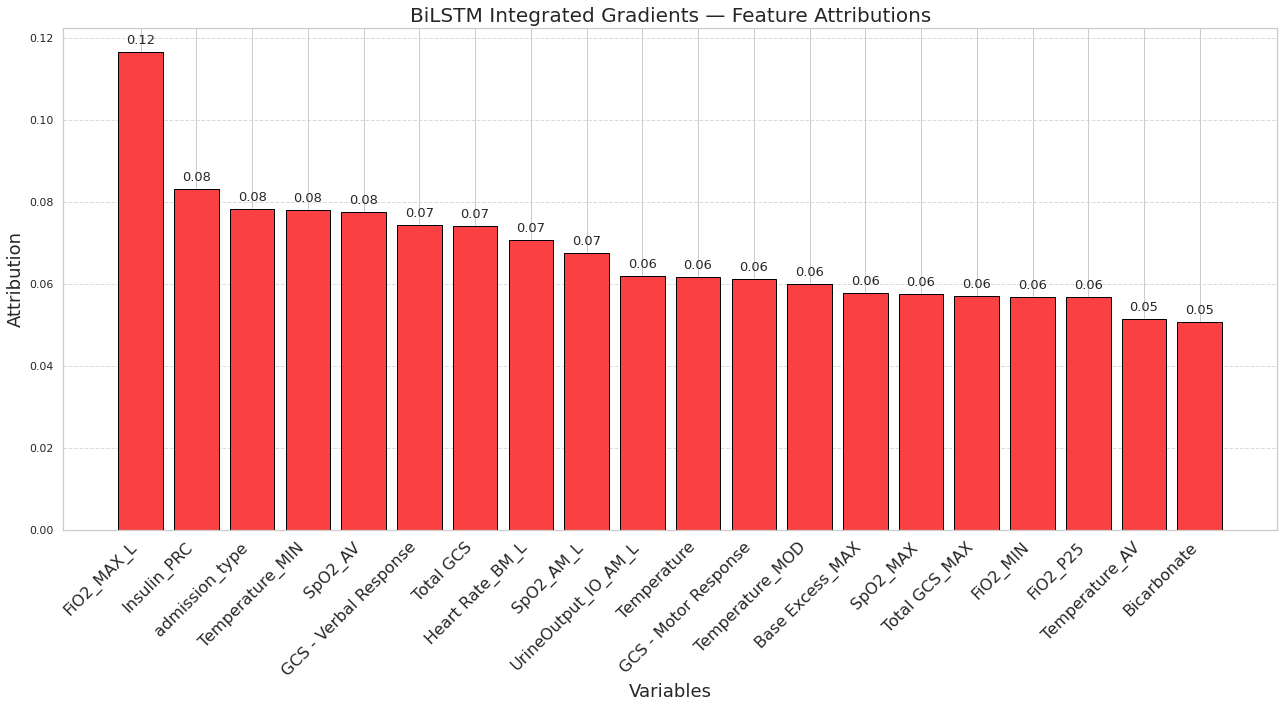 BiLSTM Integrated Gradients — Feature Attributions
Attribution
0.12
0.10
0.08
0.06
0.04
0.02
0.00
0.12
0.08
0.08
0.08
0.08
0.07
0.07
0.07
0.07
0.06
0.06
0.06
0.06
0.06
0.06
0.06
0.06
0.06
0.05
0.05
FiO2_MAX_L
Insulin_PRC
admission_type
Temperature_MIN
SpO2_AV
GCS - Verbal Response
Total GCS
Heart Rate_BM_L
SpO2_AM_L
UrineOutput_IO_AM_L
Temperature
GCS - Motor Response
Temperature_MOD
Base Excess_MAX
SpO2_MAX
Total GCS_MAX
FiO2_MIN
FiO2_P25
Temperature_AV
Bicarbonate
Variables